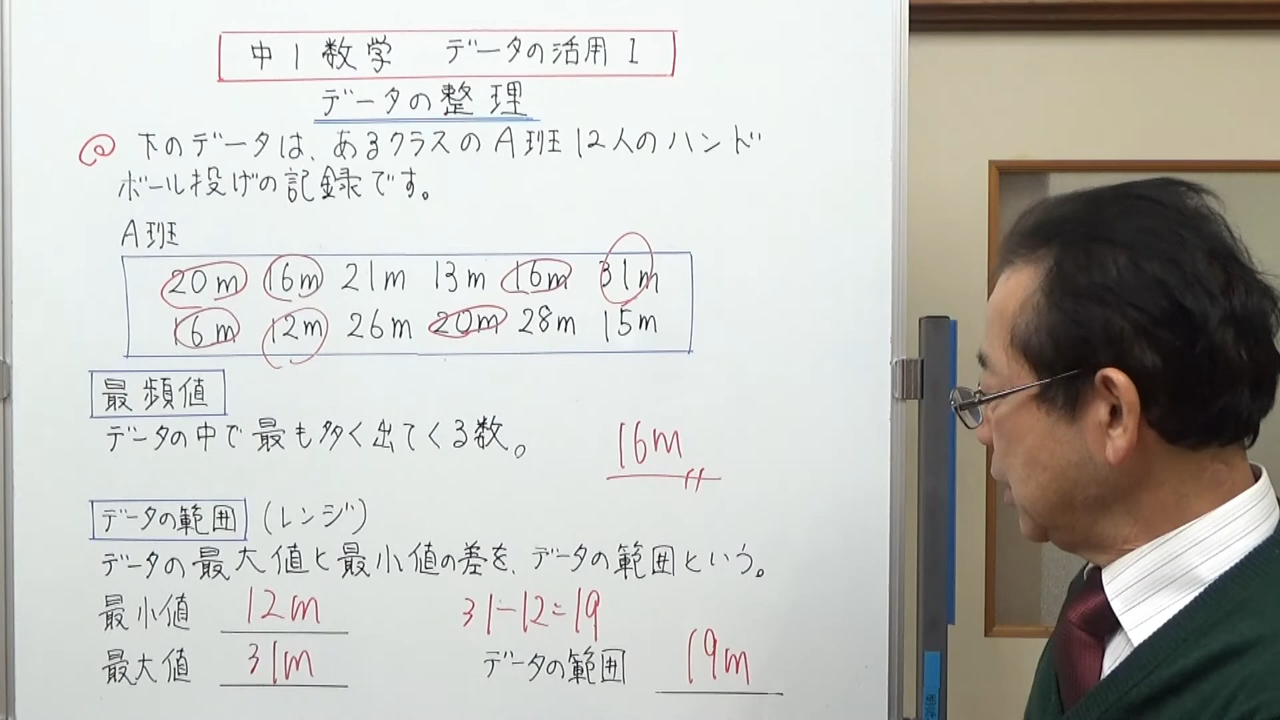 中1数学 データの活用1
データの整理
@ 下のデータは、あるクラスのA班12人のハンド
ボール投げの記録です。
A班
20m 16m 21m 13m 16m 31m
16m 12m 26m 20m 28m 15m
最頻値
データの中で最も多く出てくる数。 16m
データの範囲 (レンジ)
データの最大値と最小値の差を、データの範囲という。
最小値 12m 31-12=19
最大値 31m データの範囲 19m